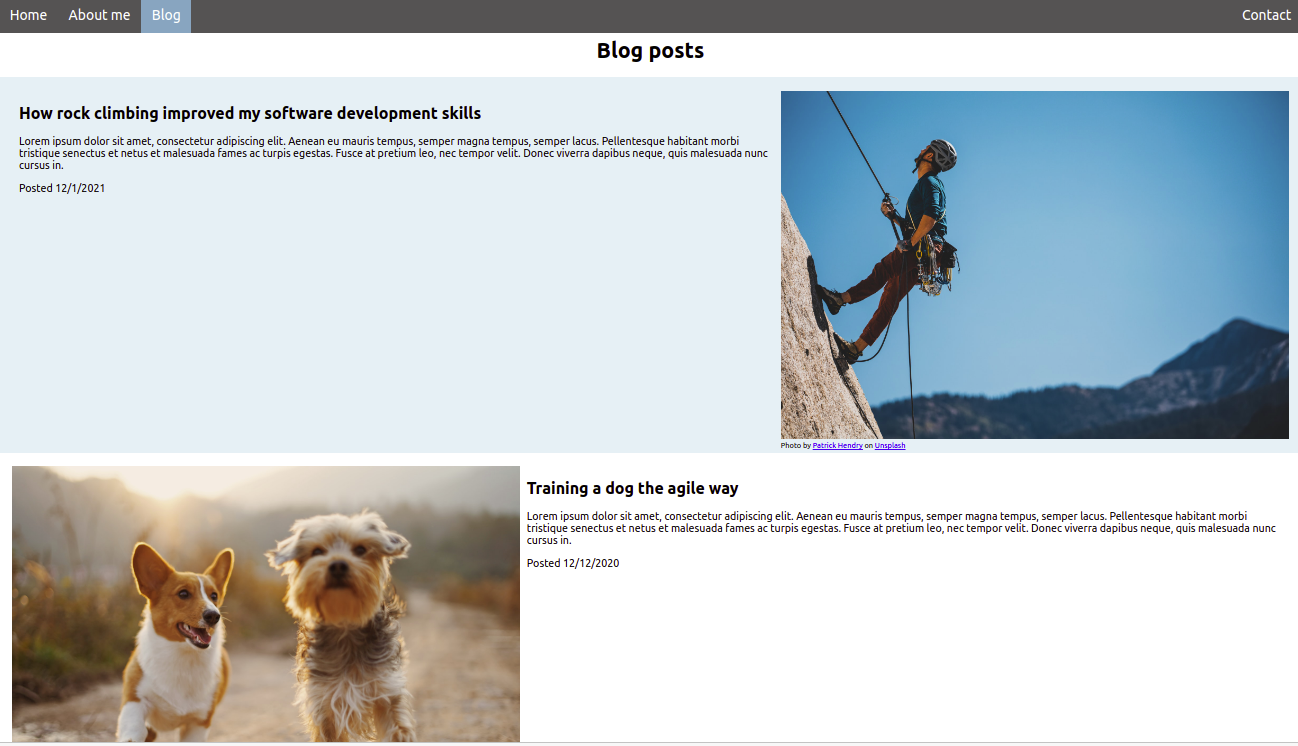 Home About me Blog Contact
Blog posts
How rock climbing improved my software development skills
Lorem ipsum dolor sit amet, consectetur adipiscing elit. Aenean eu mauris tempus, semper magna tempus, semper lacus. Pellentesque habitant morbi
tristique senectus et netus et malesuada fames ac turpis egestas. Fusce at pretium leo, nec tempor velit. Donec viverra dapibus neque, quis malesuada nunc
cursus in.
Posted 12/1/2021
Photo by Patrick Hendry on Unsplash
Training a dog the agile way
Lorem ipsum dolor sit amet, consectetur adipiscing elit. Aenean eu mauris tempus, semper magna tempus, semper lacus. Pellentesque habitant morbi
tristique senectus et netus et malesuada fames ac turpis egestas. Fusce at pretium leo, nec tempor velit. Donec viverra dapibus neque, quis malesuada nunc
cursus in.
Posted 12/12/2020